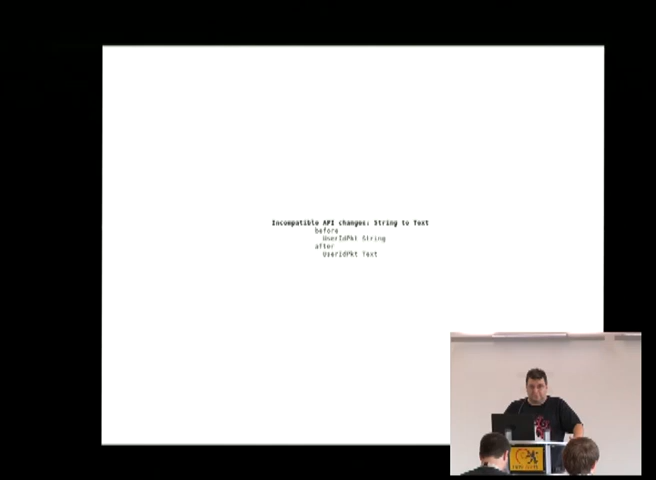 Incompatible API changes: String to Text
before
UserIdPkt String
after
UserIdPkt Text